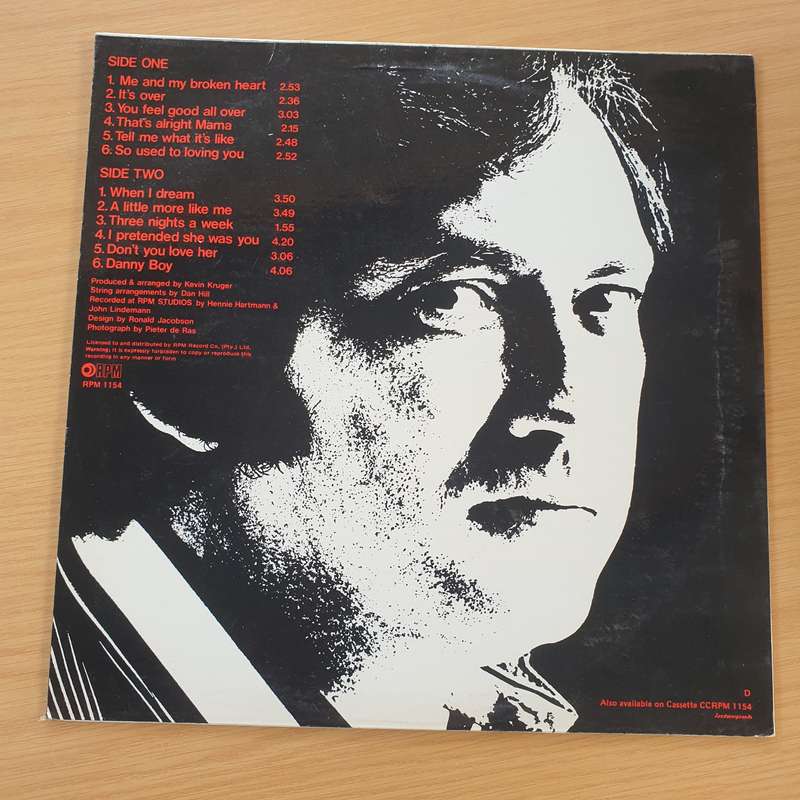 SIDE ONE
1. Me and my broken heart 2.53
2. It's over 2.36
3. You feel good all over 3.03
4. That's alright Mama 2.15
5. Tell me what it's like 2.48
6. So used to loving you 2.52
SIDE TWO
1. When I dream 3.50
2. A little more like me 3.49
3. Three nights a week 1.55
4. I pretended she was you 4.20
5. Don't you love her 3.06
6. Danny Boy 4.06
Produced & arranged by Kevin Kruger
String arrangements by Dan Hill
Recorded at RPM STUDIOS by Hennie Hartmann &
John Lindemann
Design by Ronald Jacobson
Photograph by Pieter de Ras
Licensed to and distributed by RPM Record Co. (Pty.) Ltd.
Warning: It is expressly forbidden to copy or reproduce this
recording in any manner or form
RPM
RPM 1154
D
Also available on Cassette CCRPM 1154